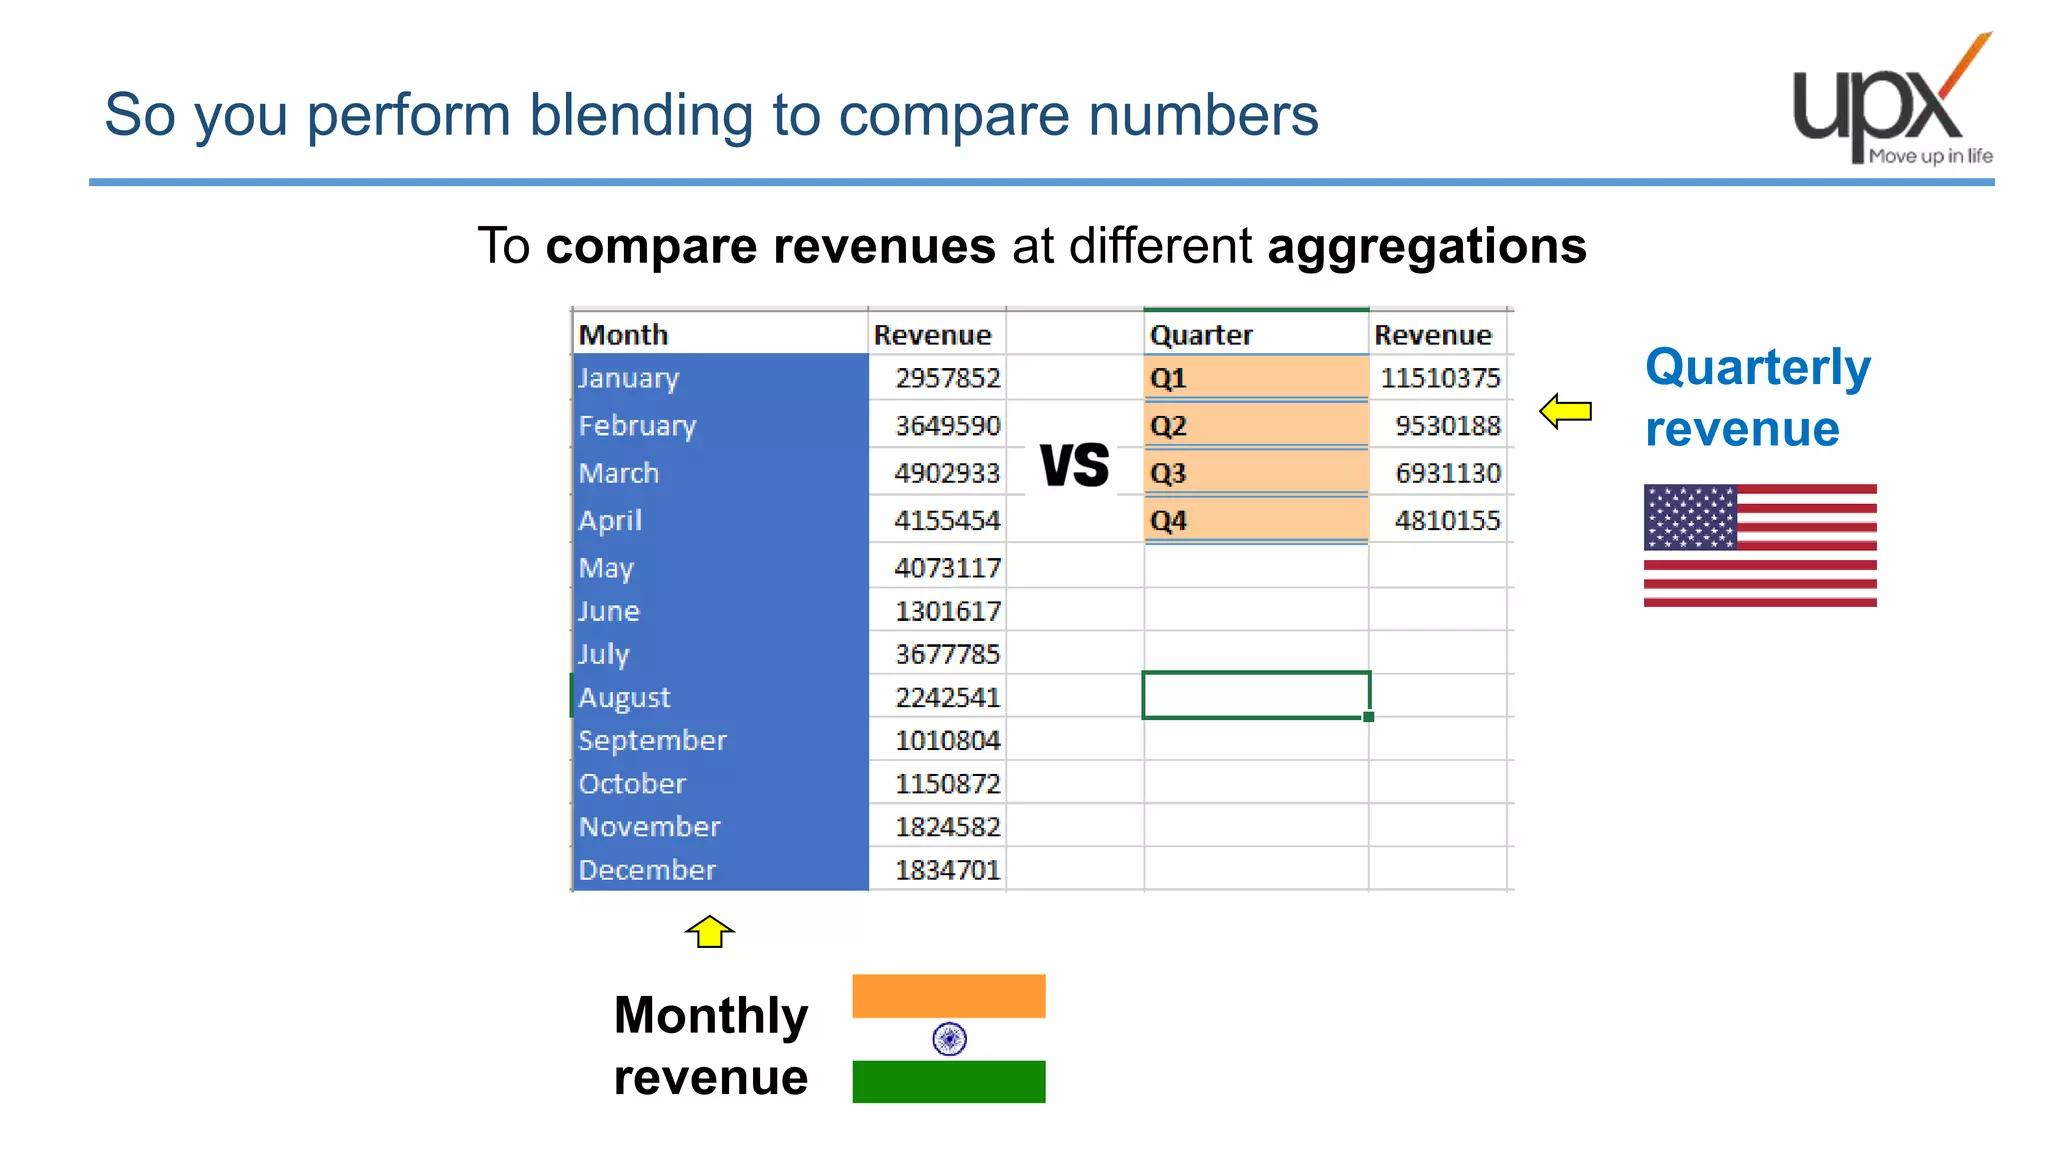 So you perform blending to compare numbers
upx
Move up in life
To compare revenues at different aggregations
Month Revenue Quarter Revenue
January 2957852 Q1 11510375
February 3649590 Q2 9530188
March 4902933 Q3 6931130
April 4155454 Q4 4810155
VS
May 4073117
June 1301617
July 3677785
August 2242541
September 1010804
October 1150872
November 1824582
December 1834701
Quarterly
revenue
Monthly
revenue